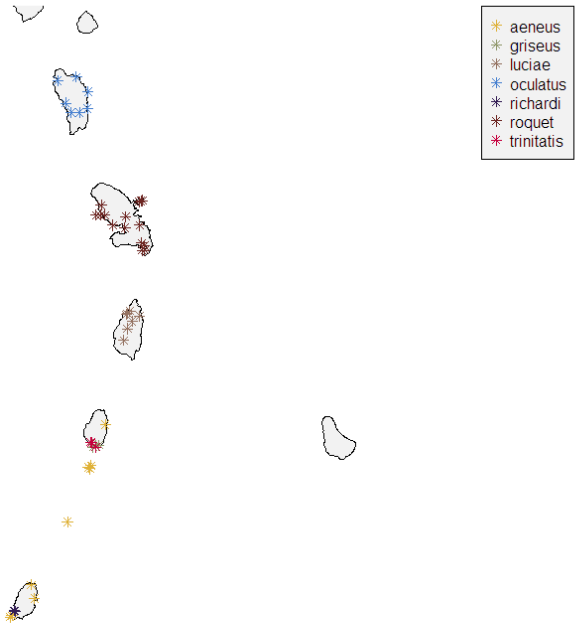 aeneus
griseus
luciae
oculatus
richardi
roquet
trinitatis